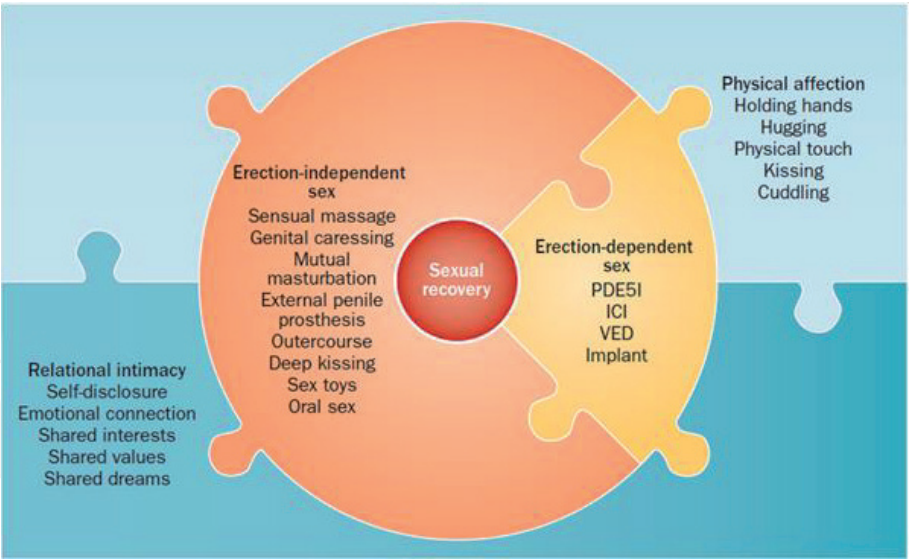 Physical affection
Holding hands
Hugging
Physical touch
Kissing
Cuddling
Erection-independent
sex
Sensual massage
Genital caressing
Mutual
masturbation
External penile
prosthesis
Outercourse
Deep kissing
Sex toys
Oral sex
Sexual
recovery
Erection-dependent
sex
PDE5I
ICI
VED
Implant
Relational intimacy
Self-disclosure
Emotional connection
Shared interests
Shared values
Shared dreams